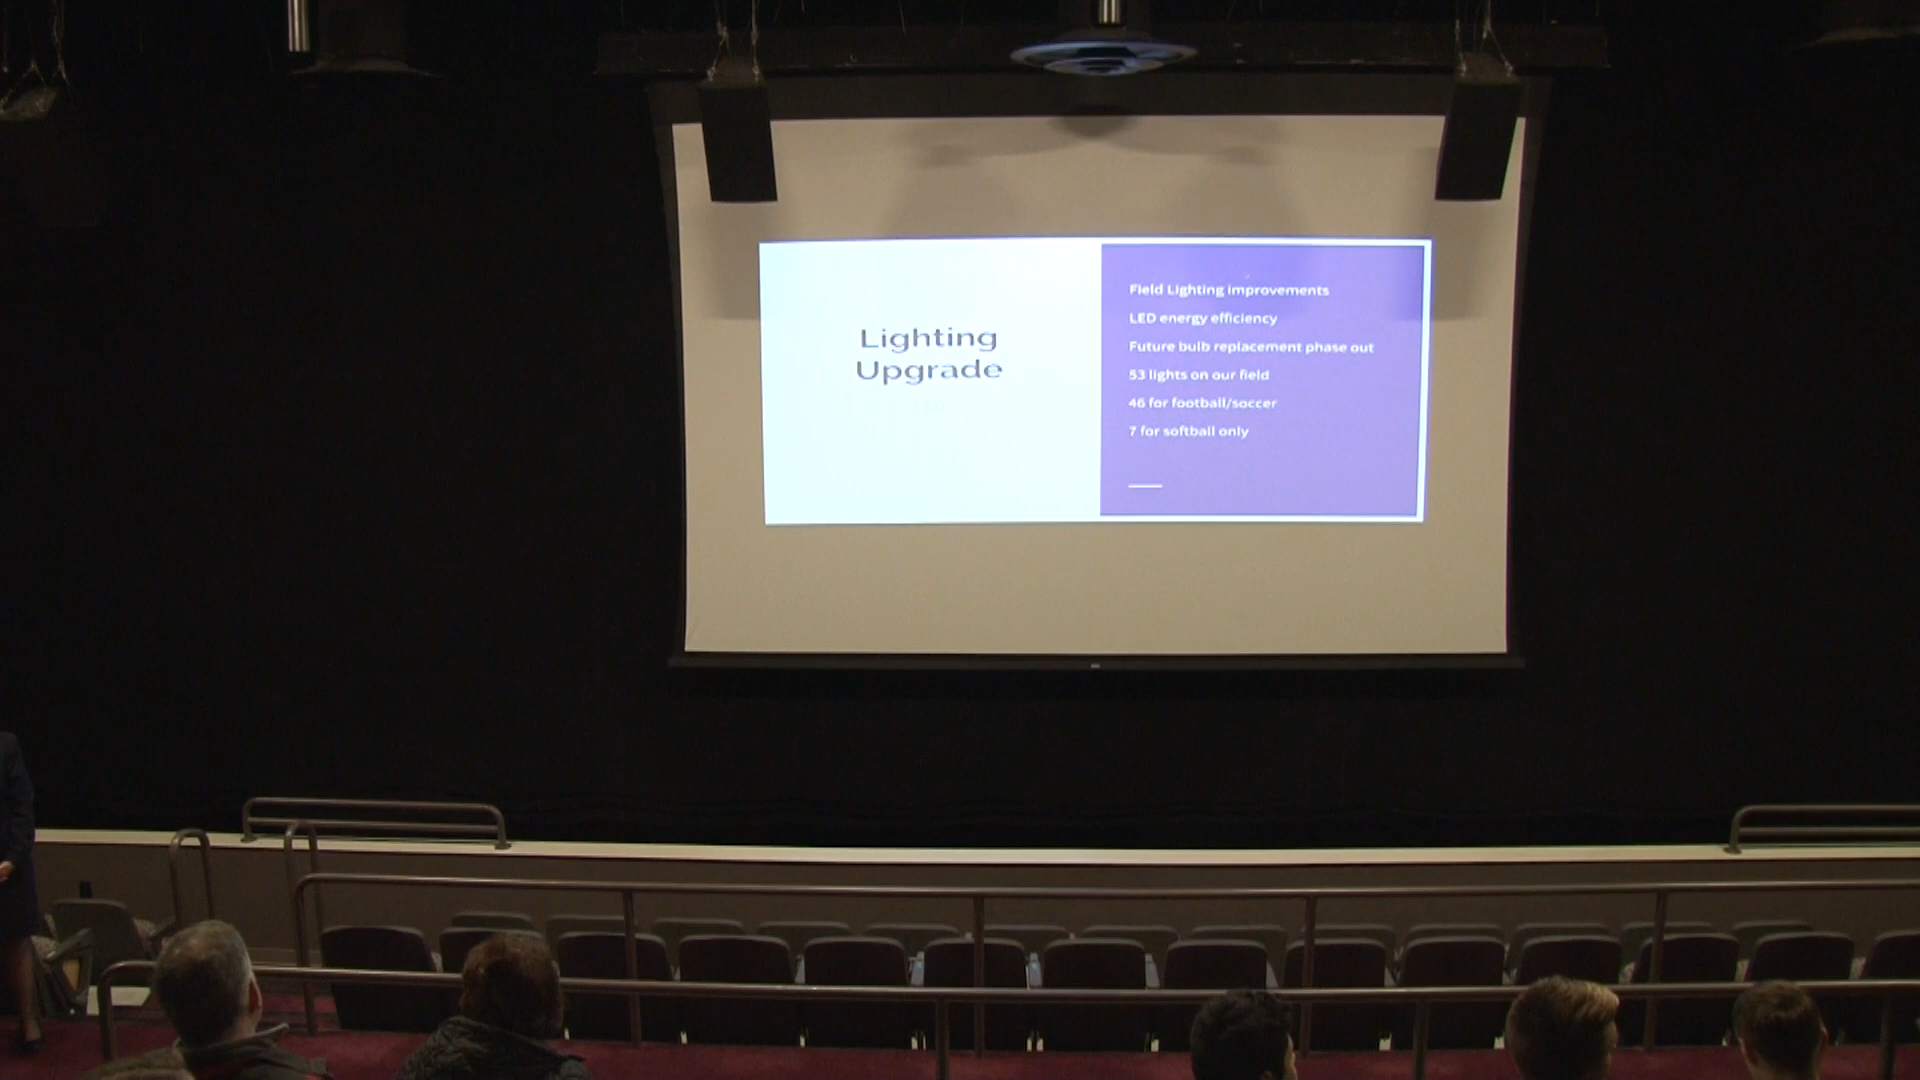 Lighting
Upgrade
Field Lighting improvements
LED energy efficiency
Future bulb replacement phase out
53 lights on our field
46 for football/soccer
7 for softball only